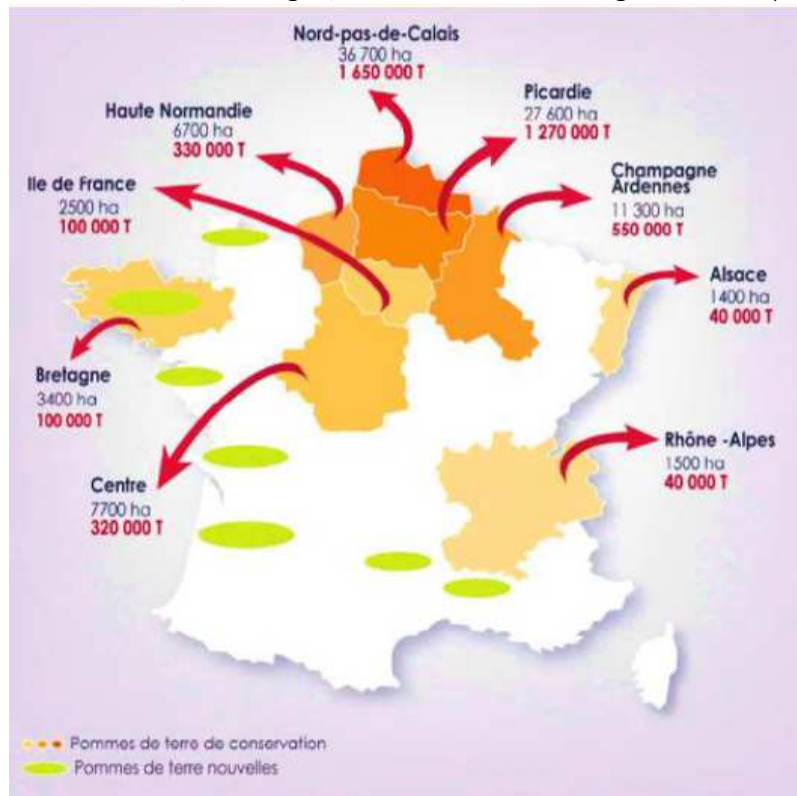 Nord-pas-de-Calais
36 700 ha
1 650 000 T
Picardie
27 600 ha
1 270 000 T
Haute Normandie
6700 ha
330 000 T
Champagne
Ardennes
11 300 ha
550 000 T
Ile de France
2500 ha
100 000 T
Alsace
1400 ha
40 000 T
Bretagne
3400 ha
100 000 T
Rhône -Alpes
1500 ha
40 000 T
Centre
7700 ha
320 000 T
Pommes de terre de conservation
Pommes de terre nouvelles